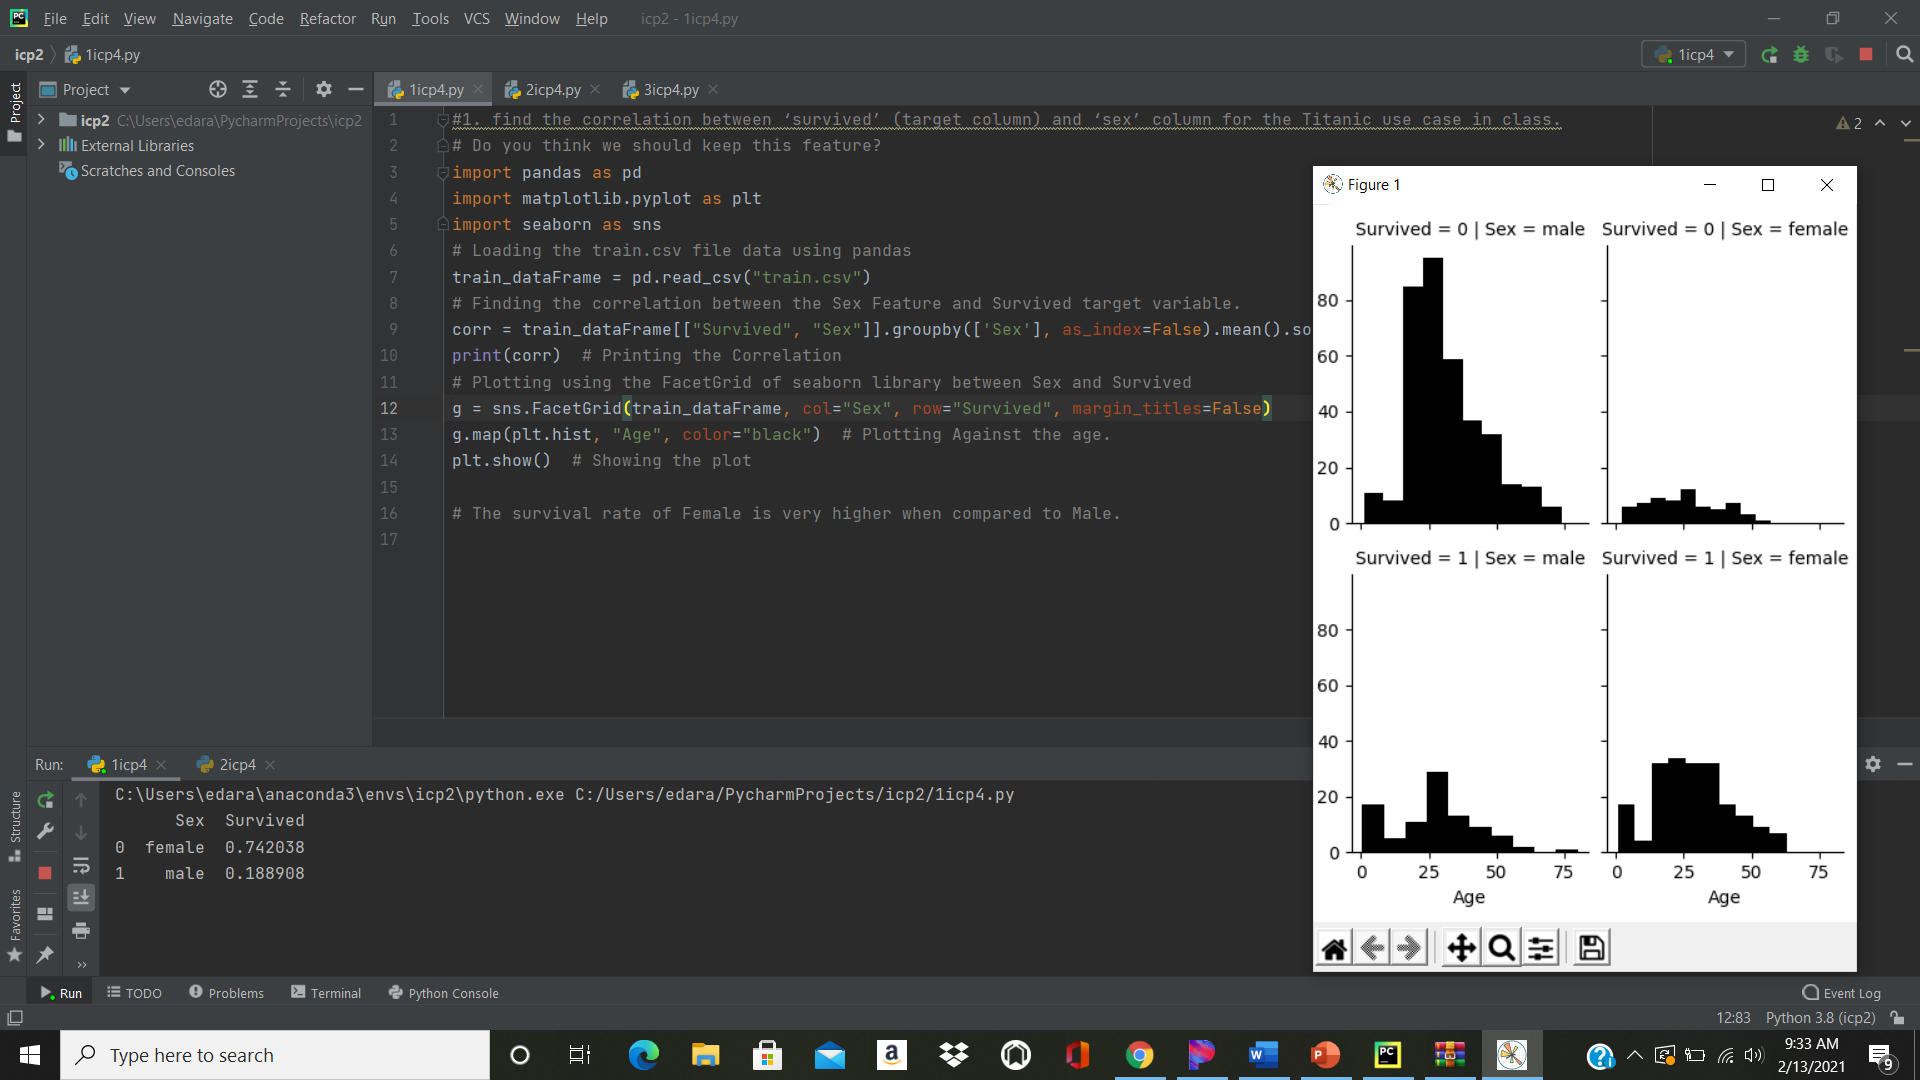 File Edit View Navigate Code Refactor Run Tools VCS Window Help icp2 - 1icp4.py
icp2 1icp4.py 1icp4
Project
Project 1icp4.py 2icp4.py 3icp4.py
icp2 C:\Users\edara\PycharmProjects\icp2
External Libraries
Scratches and Consoles
1 #1. find the correlation between ‘survived’ (target column) and ‘sex’ column for the Titanic use case in class. 2
2 # Do you think we should keep this feature?
3 import pandas as pd
4 import matplotlib.pyplot as plt
5 import seaborn as sns
6 # Loading the train.csv file data using pandas
7 train_dataFrame = pd.read_csv("train.csv")
8 # Finding the correlation between the Sex Feature and Survived target variable.
9 corr = train_dataFrame[["Survived", "Sex"]].groupby(['Sex'], as_index=False).mean().so
10 print(corr) # Printing the Correlation
11 # Plotting using the FacetGrid of seaborn library between Sex and Survived
12 g = sns.FacetGrid(train_dataFrame, col="Sex", row="Survived", margin_titles=False)
13 g.map(plt.hist, "Age", color="black") # Plotting Against the age.
14 plt.show() # Showing the plot
15
16 # The survival rate of Female is very higher when compared to Male.
17
Figure 1
Survived = 0 | Sex = male Survived = 0 | Sex = female
80
60
40
20
0
Survived = 1 | Sex = male Survived = 1 | Sex = female
80
60
40
20
0
0 25 50 75 0 25 50 75
Age Age
Run: 1icp4 2icp4
C:\Users\edara\anaconda3\envs\icp2\python.exe C:/Users/edara/PycharmProjects/icp2/1icp4.py
Sex Survived
0 female 0.742038
1 male 0.188908
Structure
Favorites
Run TODO Problems Terminal Python Console Event Log
12:83 Python 3.8 (icp2)
Type here to search
9:33 AM
2/13/2021
9